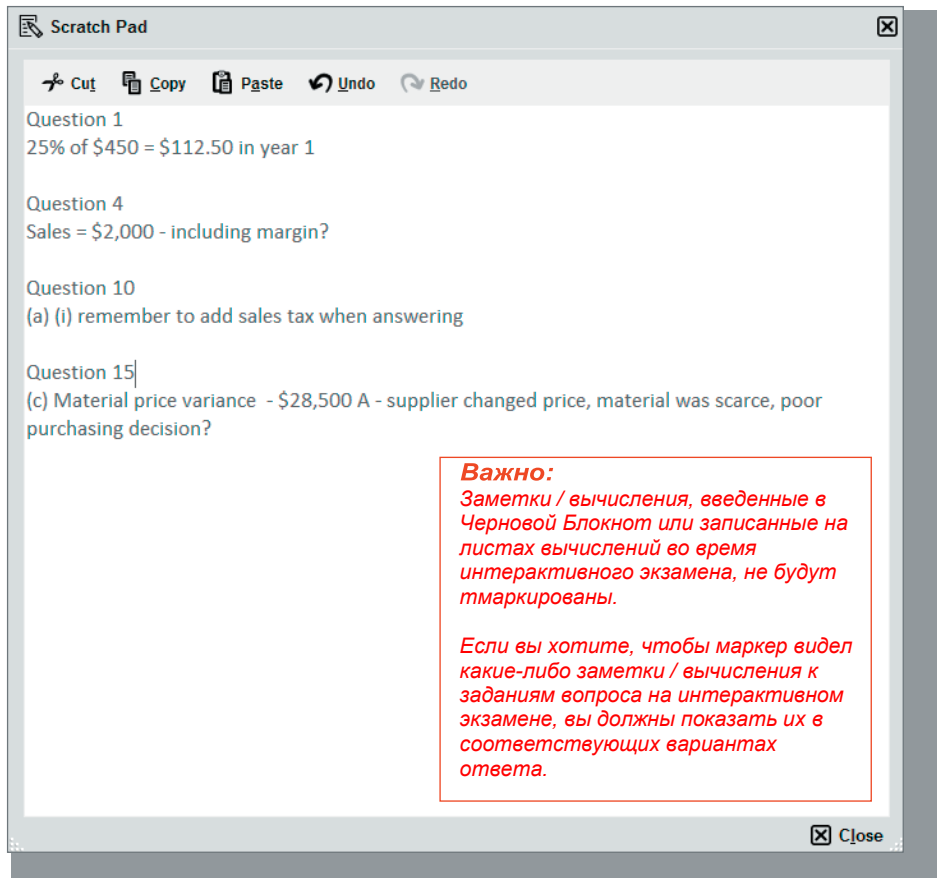 Scratch Pad
Cut Copy Paste Undo Redo
Question 1
25% of $450 = $112.50 in year 1
Question 4
Sales = $2,000 - including margin?
Question 10
(a) (i) remember to add sales tax when answering
Question 15
(c) Material price variance - $28,500 A - supplier changed price, material was scarce, poor
purchasing decision?
Важно:
Заметки / вычисления, введенные в
Черновой Блокнот или записанные на
листах вычислений во время
интерактивного экзамена, не будут
тмаркированы.
Если вы хотите, чтобы маркер видел
какие-либо заметки / вычисления к
заданиям вопроса на интерактивном
экзамене, вы должны показать их в
соответствующих вариантах
ответа.
Close